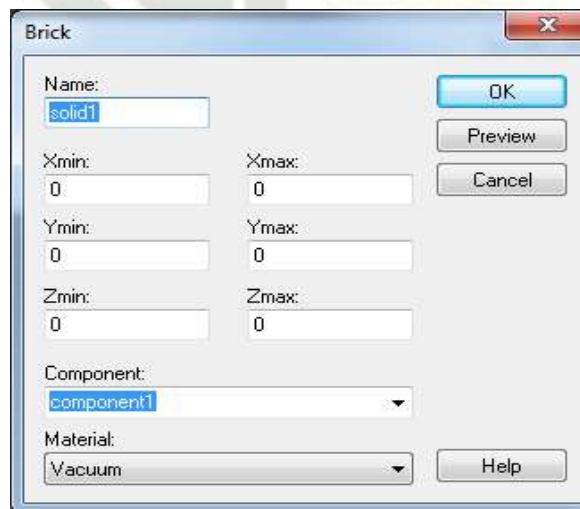 Brick
Name:
solid1
OK
Preview
Cancel
Xmin:
Xmax:
0
0
Ymin:
Ymax:
0
0
Zmin:
Zmax:
0
0
Component:
component1
Material:
Vacuum
Help